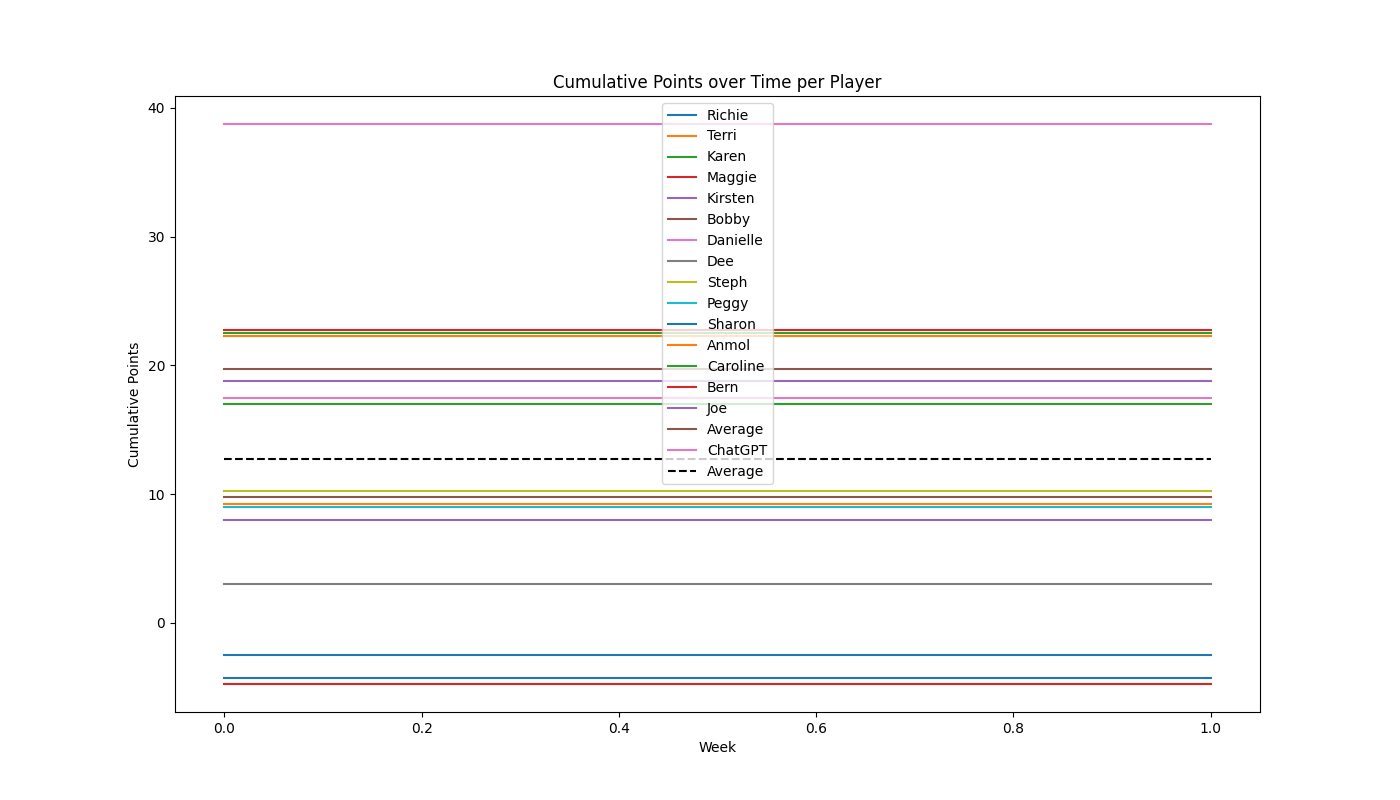 Cumulative Points over Time per Player
Cumulative Points
40
30
20
10
0
Richie
Terri
Karen
Maggie
Kirsten
Bobby
Danielle
Dee
Steph
Peggy
Sharon
Anmol
Caroline
Bern
Joe
Average
ChatGPT
Average
0.0 0.2 0.4 0.6 0.8 1.0
Week